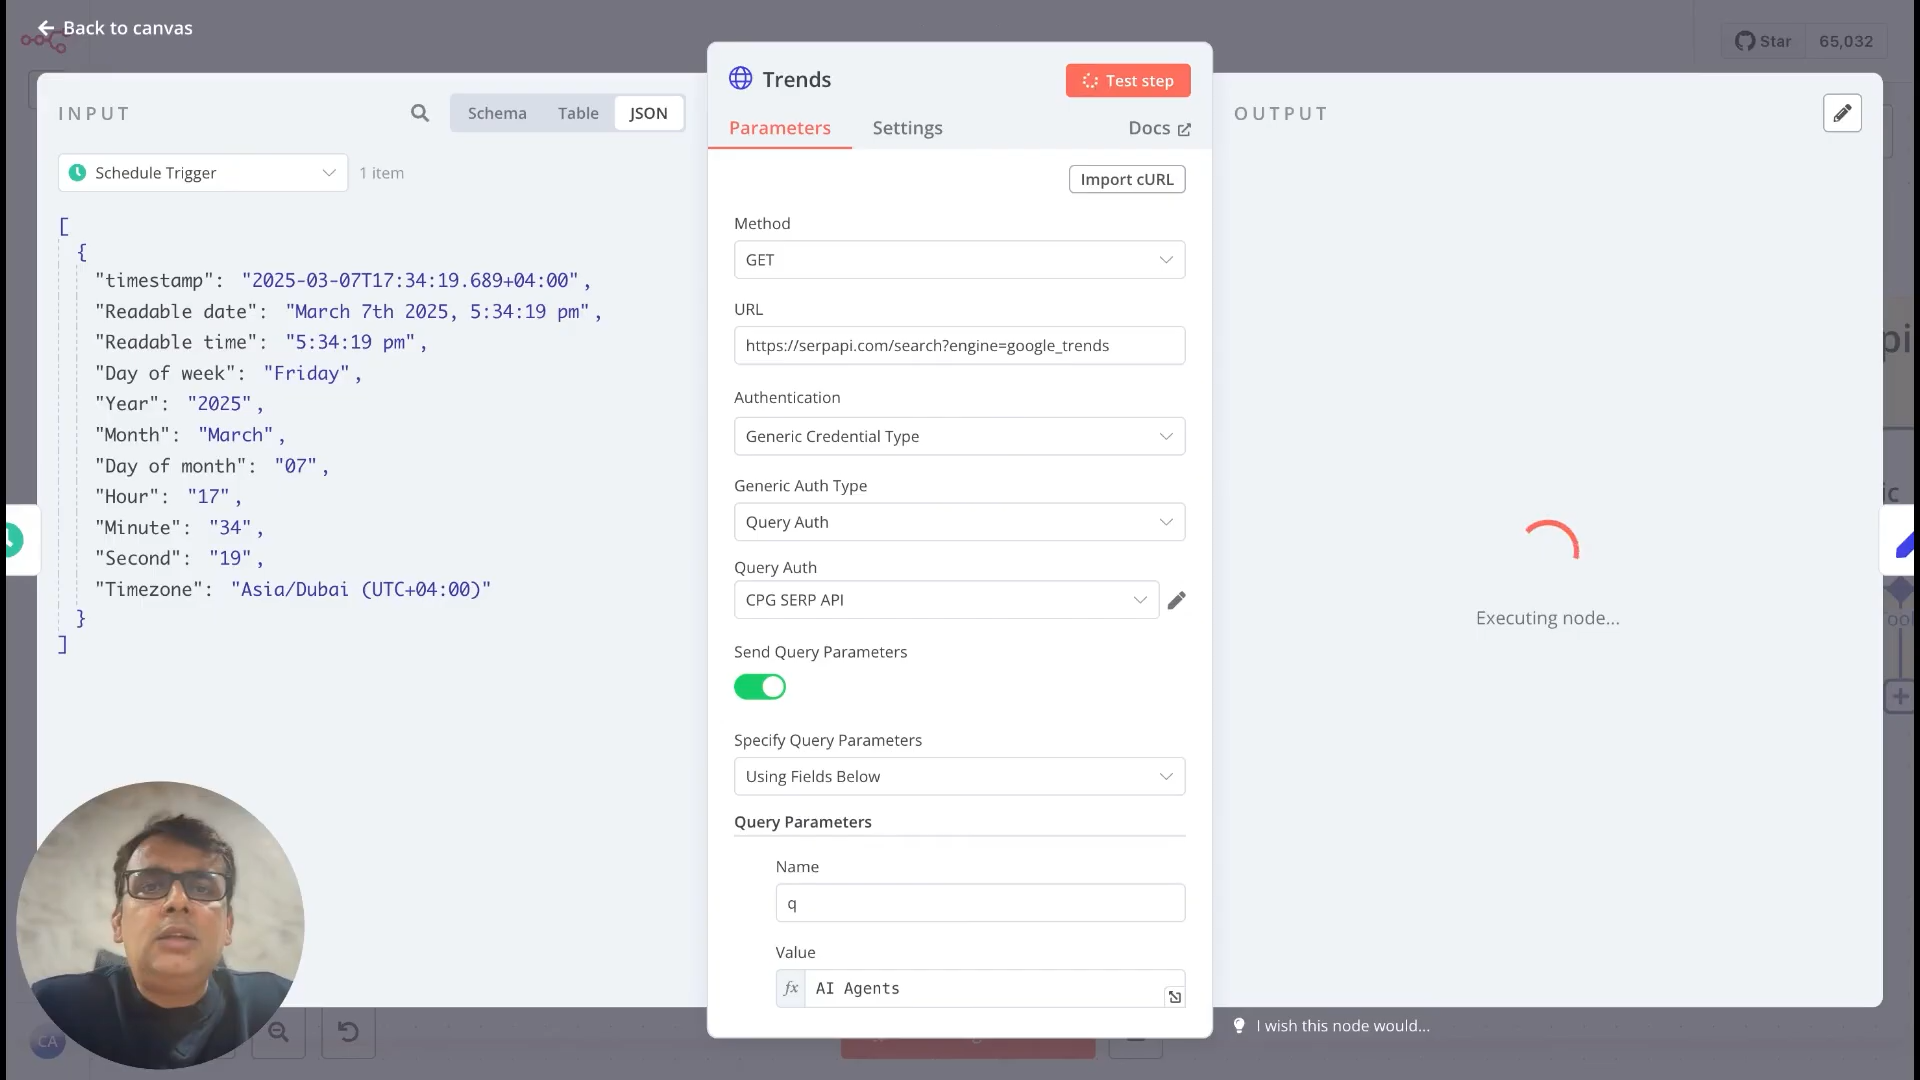 Back to canvas
Star 65,032
INPUT
Schema Table JSON
Schedule Trigger
1 item
[
{
"timestamp": "2025-03-07T17:34:19.689+04:00",
"Readable date": "March 7th 2025, 5:34:19 pm",
"Readable time": "5:34:19 pm",
"Day of week": "Friday",
"Year": "2025",
"Month": "March",
"Day of month": "07",
"Hour": "17",
"Minute": "34",
"Second": "19",
"Timezone": "Asia/Dubai (UTC+04:00)"
}
]
CA
Trends
Test step
Parameters Settings Docs
Import cURL
Method
GET
URL
https://serpapi.com/search?engine=google_trends
Authentication
Generic Credential Type
Generic Auth Type
Query Auth
Query Auth
CPG SERP API
Send Query Parameters
Specify Query Parameters
Using Fields Below
Query Parameters
Name
q
Value
fx AI Agents
OUTPUT
Executing node...
I wish this node would...